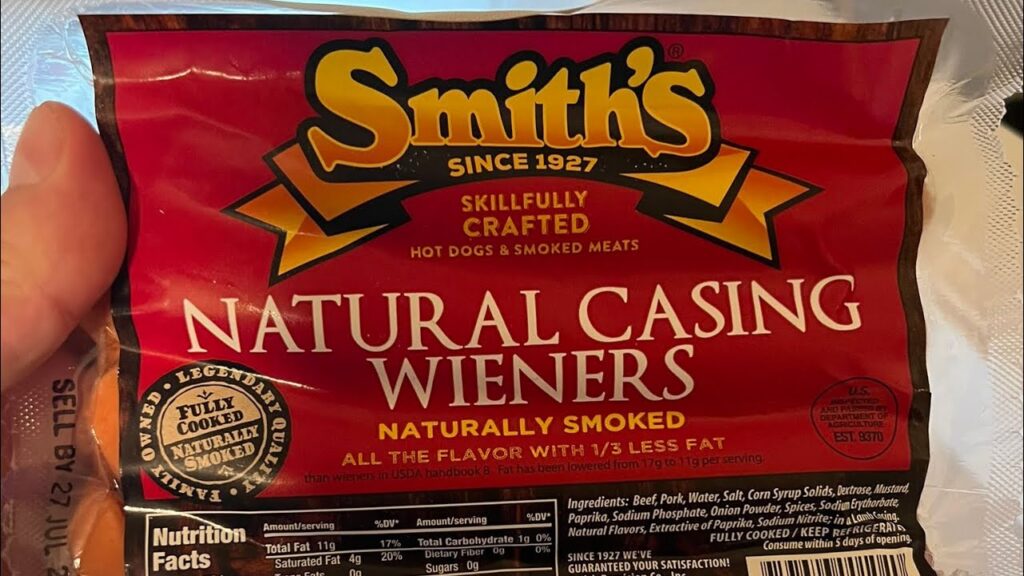 Smith's®
SINCE 1927
SKILLFULLY
CRAFTED
HOT DOGS & SMOKED MEATS
NATURAL CASING
WIENERS
NATURALLY SMOKED
ALL THE FLAVOR WITH 1/3 LESS FAT
than wieners in USDA handbook 8. Fat has been lowered from 17g to 11g per serving.
FAMILY OWNED • LEGENDARY QUALITY •
FULLY
COOKED
NATURALLY
SMOKED
U.S.
INSPECTED
AND PASSED BY
DEPARTMENT OF
AGRICULTURE
EST. 9370
SELL BY 27 JUL
Nutrition
Facts
Amount/serving %DV* Amount/serving %DV*
Total Fat 11g 17% Total Carbohydrate 1g 0%
Saturated Fat 4g 20% Dietary Fiber 0g 0%
Fats 0g Sugars 0g
Ingredients: Beef, Pork, Water, Salt, Corn Syrup Solids, Dextrose, Mustard,
Paprika, Sodium Phosphate, Onion Powder, Spices, Sodium Erythorbate,
Natural Flavors, Extractive of Paprika, Sodium Nitrite; in a Lamb Casing.
FULLY COOKED / KEEP REFRIGERATE
Consume within 5 days of opening.
SINCE 1927 WE'VE
GUARANTEED YOUR SATISFACTION!